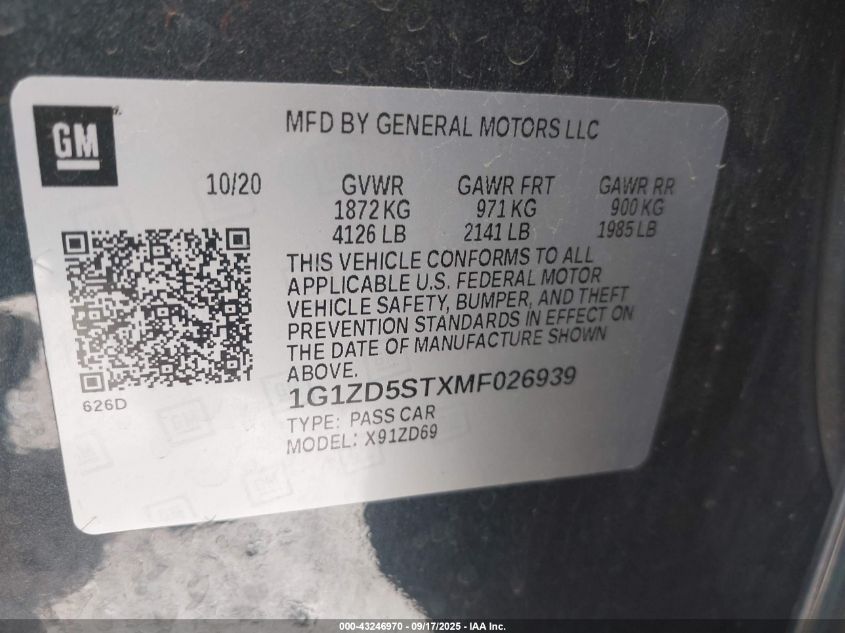 GM
MFD BY GENERAL MOTORS LLC
10/20 GVWR GAWR FRT GAWR RR
1872 KG 971 KG 900 KG
4126 LB 2141 LB 1985 LB
THIS VEHICLE CONFORMS TO ALL
APPLICABLE U.S. FEDERAL MOTOR
VEHICLE SAFETY, BUMPER, AND THEFT
PREVENTION STANDARDS IN EFFECT ON
THE DATE OF MANUFACTURE SHOWN
ABOVE.
626D
1G1ZD5STXMF026939
TYPE: PASS CAR
MODEL: X91ZD69
000-43246970 - 09/17/2025 - IAA Inc.